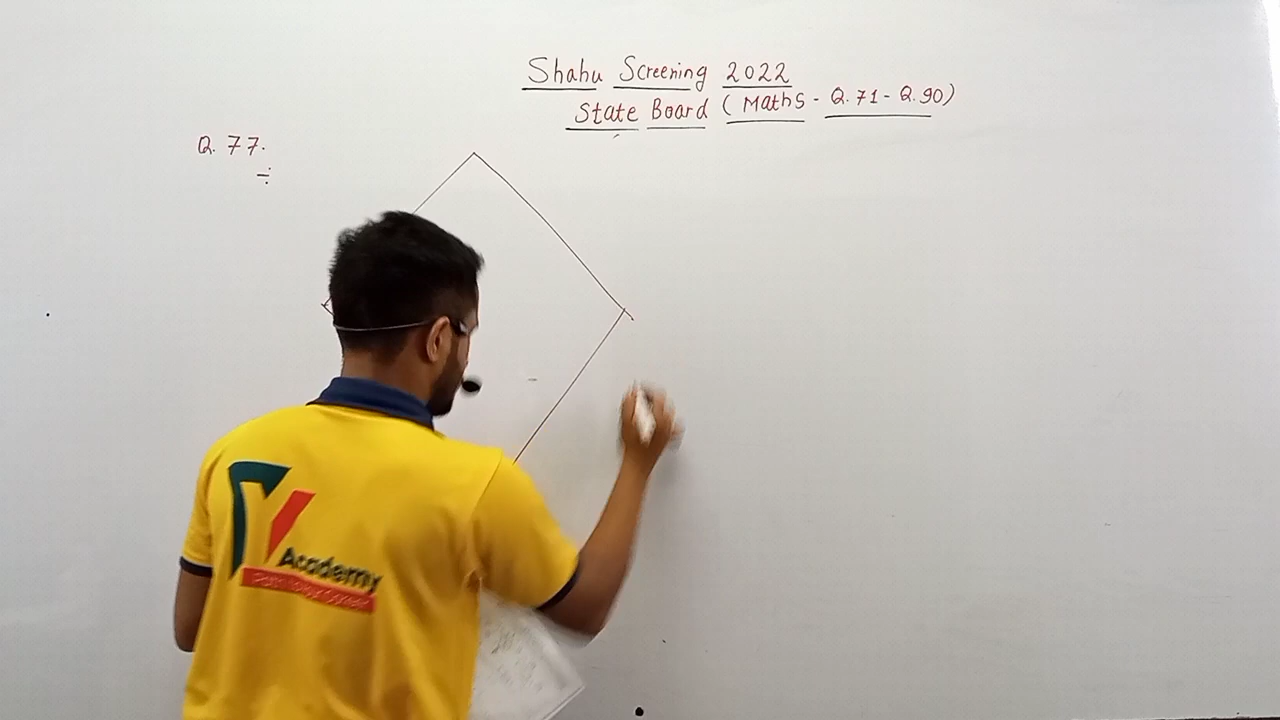 Shahu Screening 2022
State Board (Maths - Q.71 - Q.90)
Q. 77.
Academy